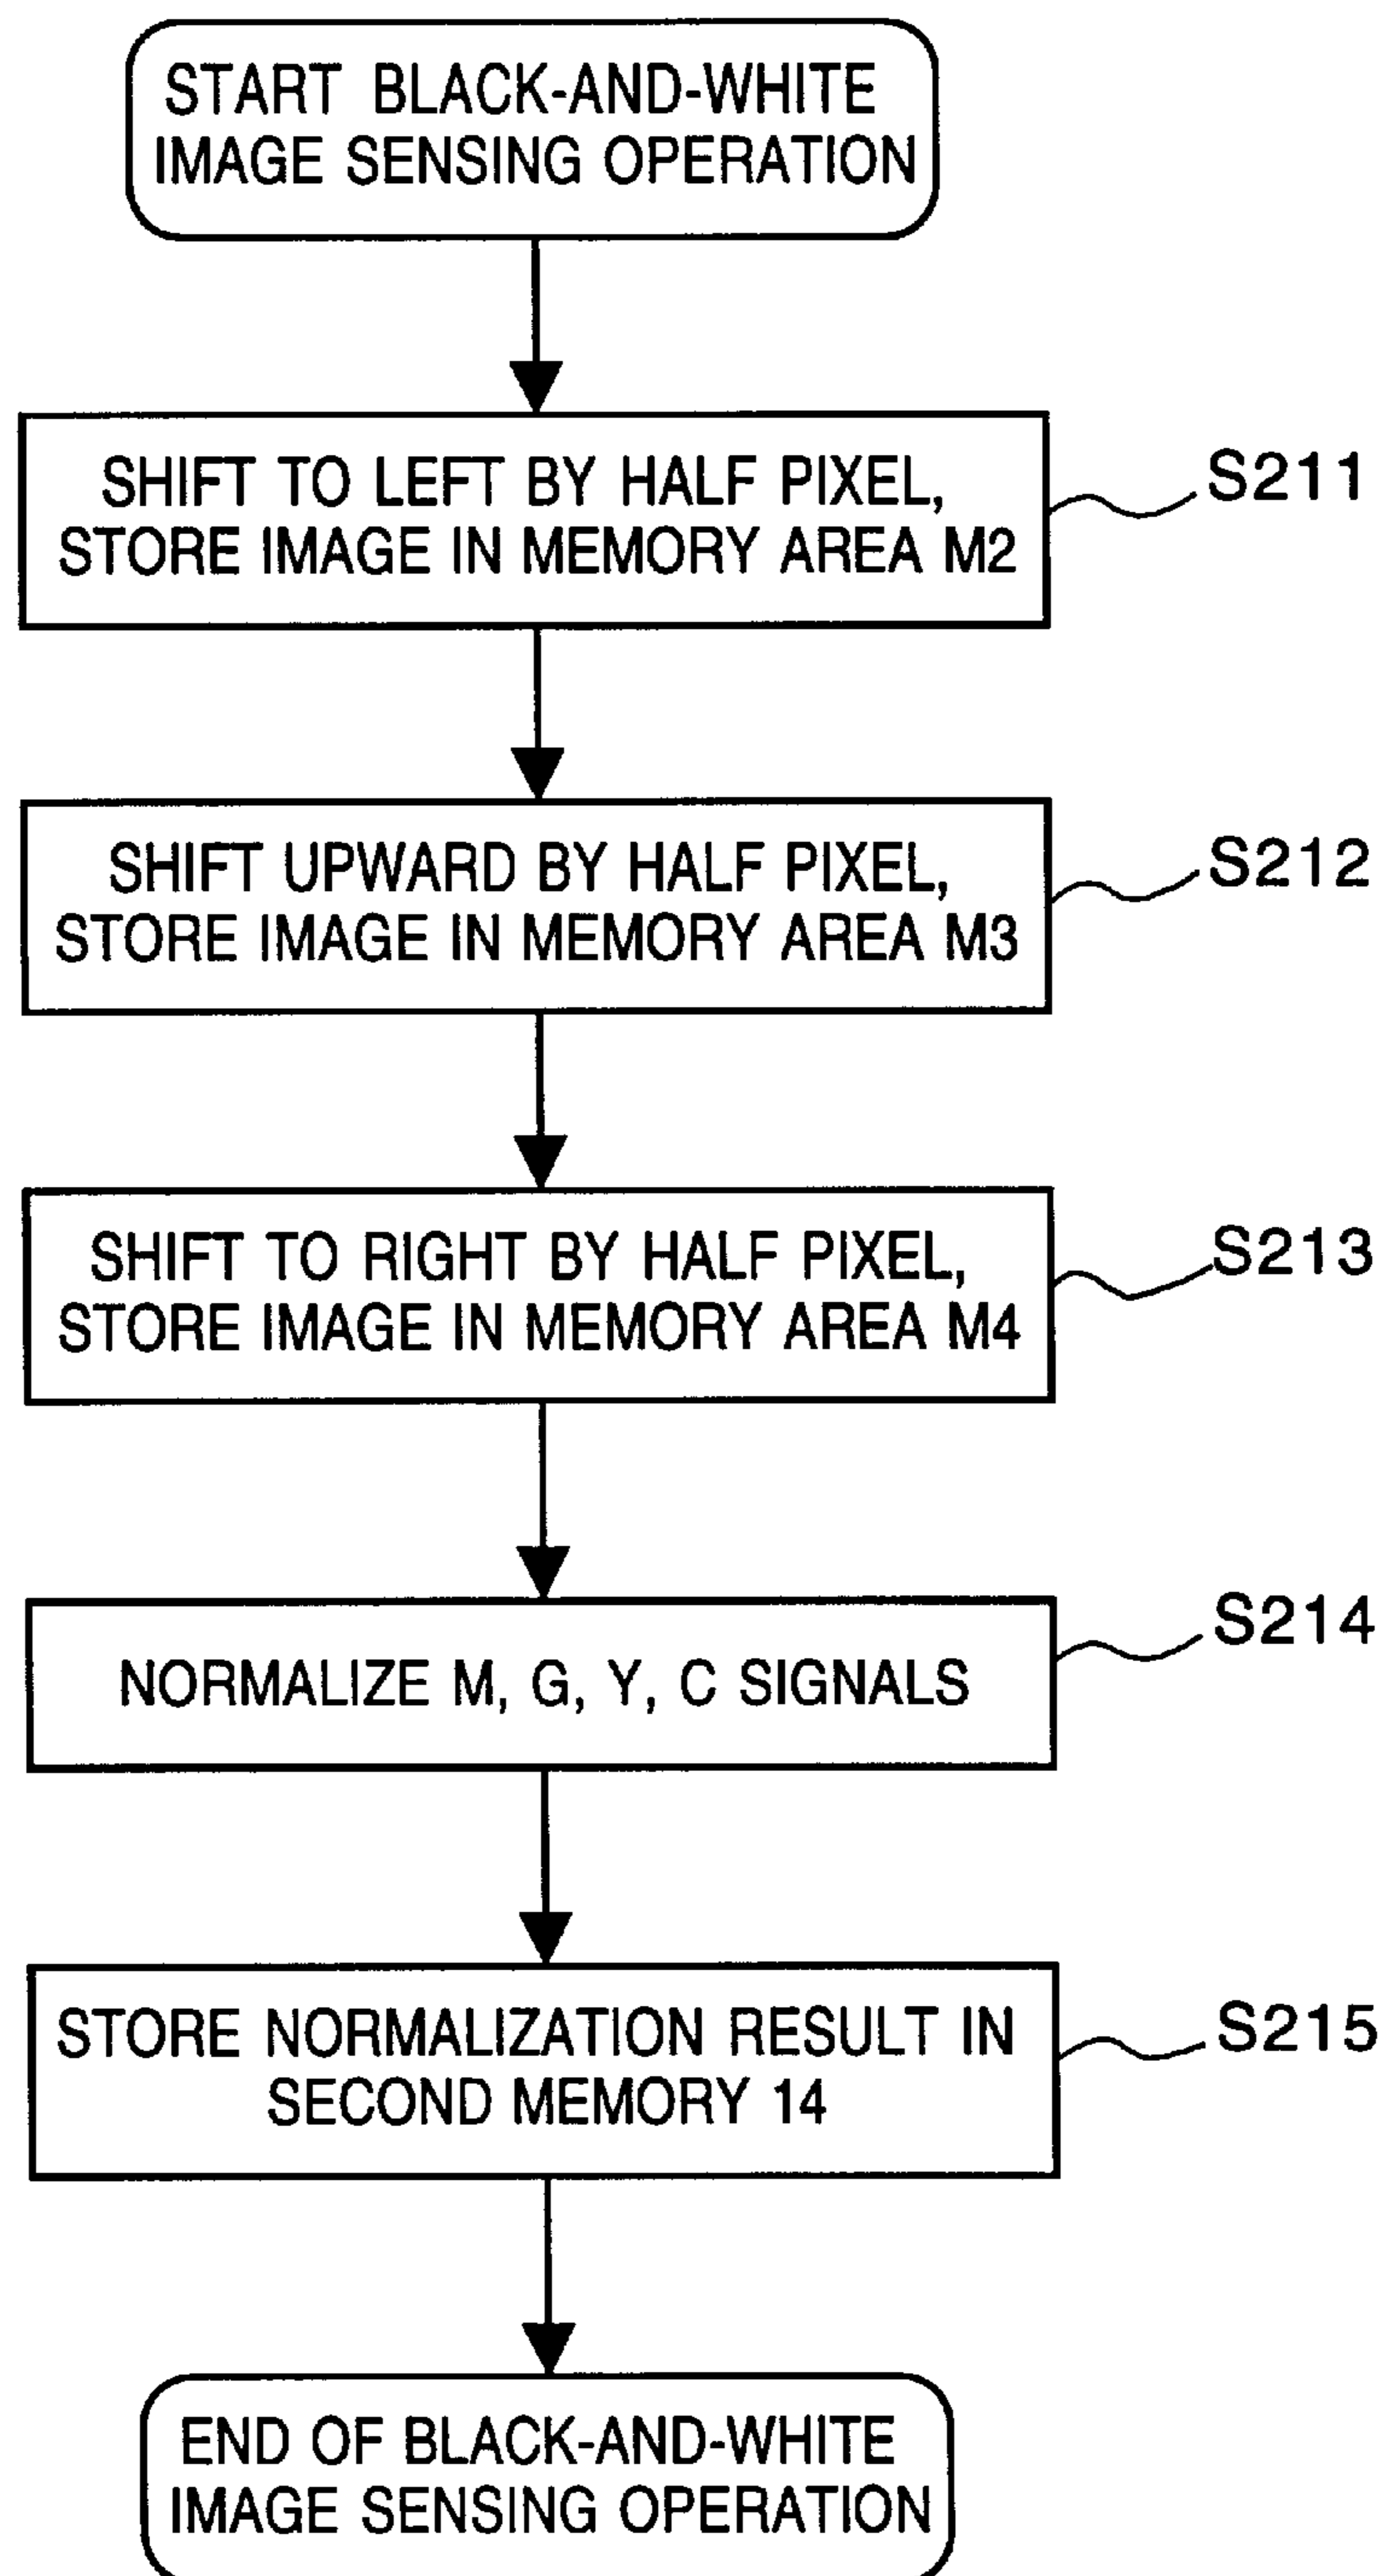 START BLACK-AND-WHITE
IMAGE SENSING OPERATION
SHIFT TO LEFT BY HALF PIXEL,
STORE IMAGE IN MEMORY AREA M2
S211
SHIFT UPWARD BY HALF PIXEL,
STORE IMAGE IN MEMORY AREA M3
S212
SHIFT TO RIGHT BY HALF PIXEL,
STORE IMAGE IN MEMORY AREA M4
S213
NORMALIZE M, G, Y, C SIGNALS
S214
STORE NORMALIZATION RESULT IN
SECOND MEMORY 14
S215
END OF BLACK-AND-WHITE
IMAGE SENSING OPERATION